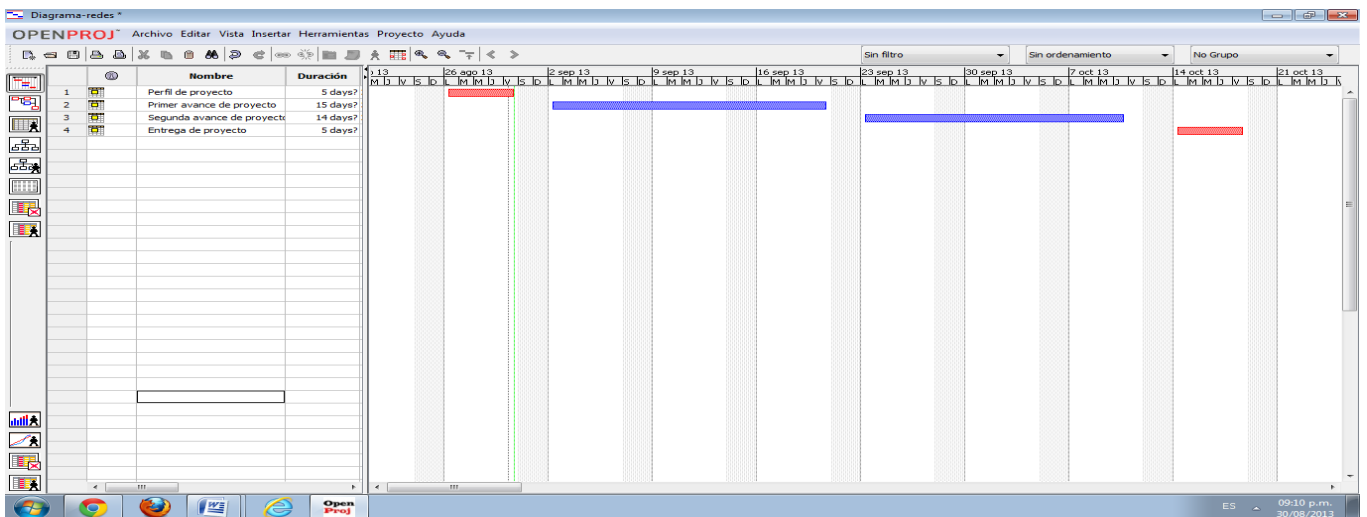 Diagrama-redes *
OPENPROJ™ Archivo Editar Vista Insertar Herramientas Proyecto Ayuda
Sin filtro Sin ordenamiento No Grupo
Nombre Duración 13 26 ago 13 2 sep 13 9 sep 13 16 sep 13 23 sep 13 30 sep 13 7 oct 13 14 oct 13 21 oct 13
M J V S D L M M J V S D L M M J V S D L M M J V S D L M M J V S D L M M J V S D L M M J V S D L M M J V S D L M M J V S D L M M J
1 Perfil de proyecto 5 days?
2 Primer avance de proyecto 15 days?
3 Segunda avance de proyecto 14 days?
4 Entrega de proyecto 5 days?
Open Proj
ES 09:10 p.m.
30/08/2013